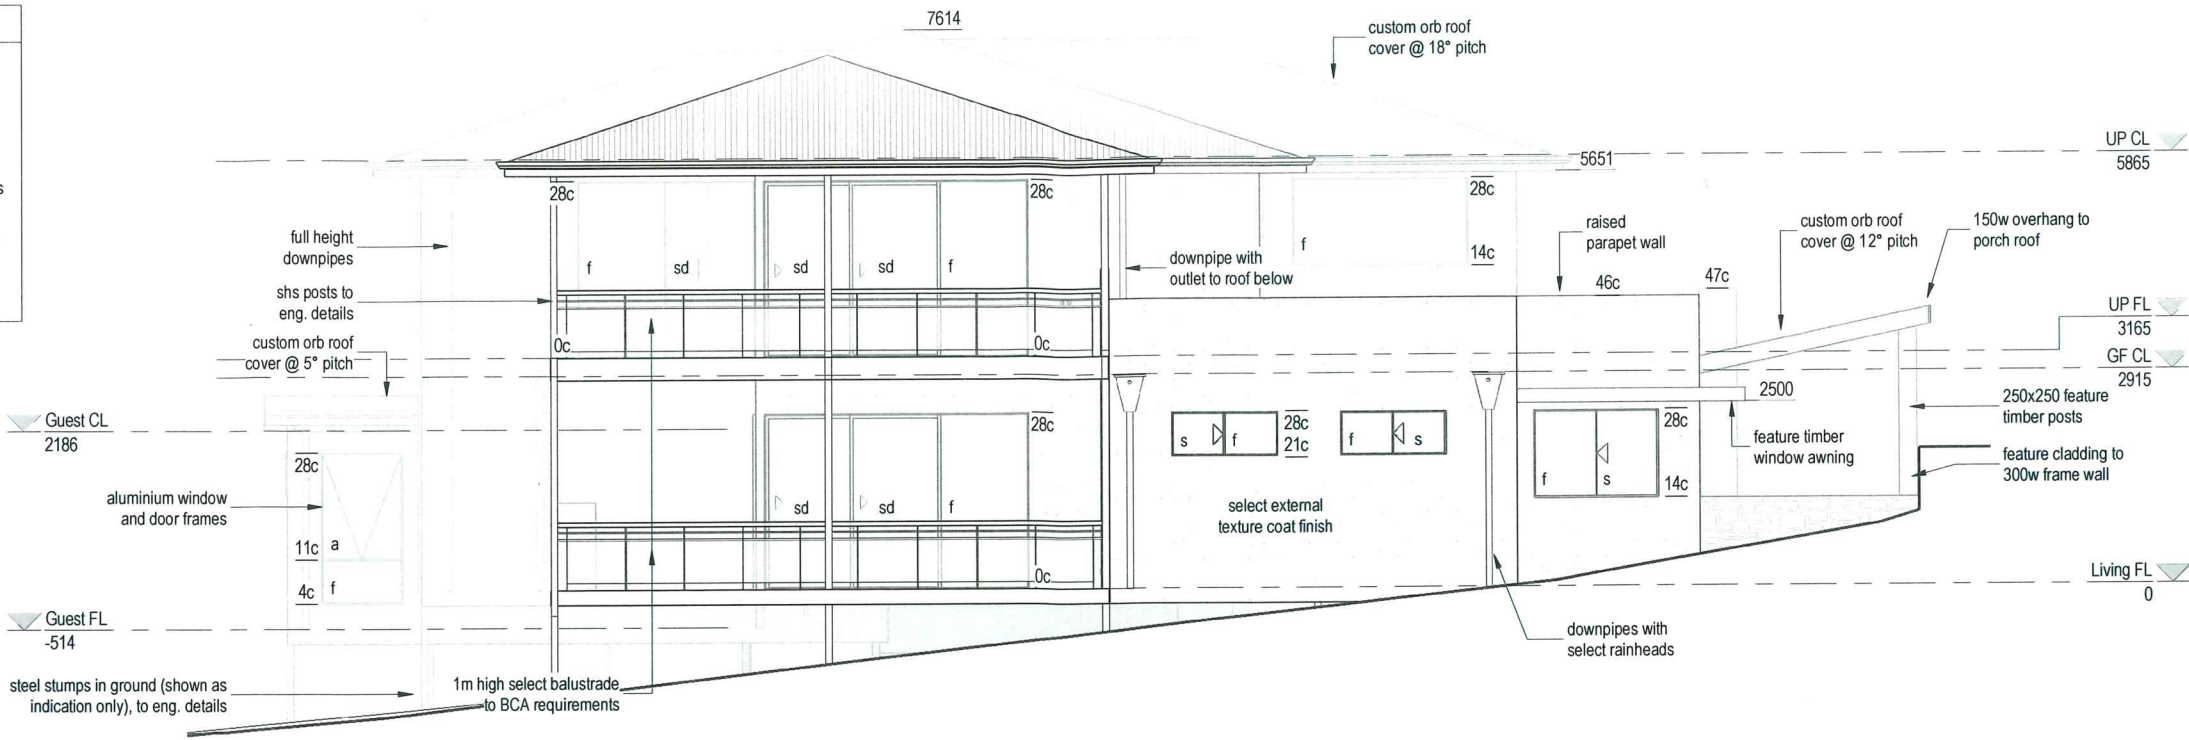 7614
custom orb roof
cover @ 18° pitch
s
UP CL
5865
5651
28c
28c
28c
full height
downpipes
raised
parapet wall
custom orb roof
cover @ 12° pitch
150w overhang to
porch roof
f
sd
sd
sd
f
f
14c
downpipe with
outlet to roof below
46c
47c
shs posts to
eng. details
UP FL
3165
custom orb roof
cover @ 5° pitch
0c
0c
GF CL
2915
2500
250x250 feature
timber posts
Guest CL
2186
28c
28c
21c
28c
s
f
f
s
feature timber
window awning
feature cladding to
300w frame wall
28c
aluminium window
and door frames
sd
sd
f
select external
texture coat finish
f
s
14c
11c
a
4c
f
0c
Living FL
0
Guest FL
-514
downpipes with
select rainheads
steel stumps in ground (shown as
indication only), to eng. details
1m high select balustrade
to BCA requirements